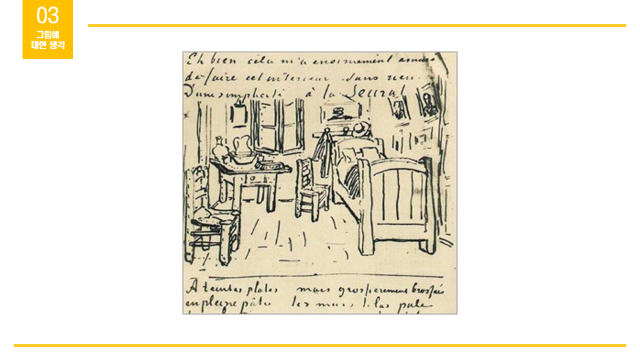 03
그림에
대한 생각
Eh bien cela m'a enormement amusé
de faire cet interieur sans rien
D'une simplicité à la Seurat
A teintes plates mais grossierement brossées
en pleine pâte les murs lilas pale